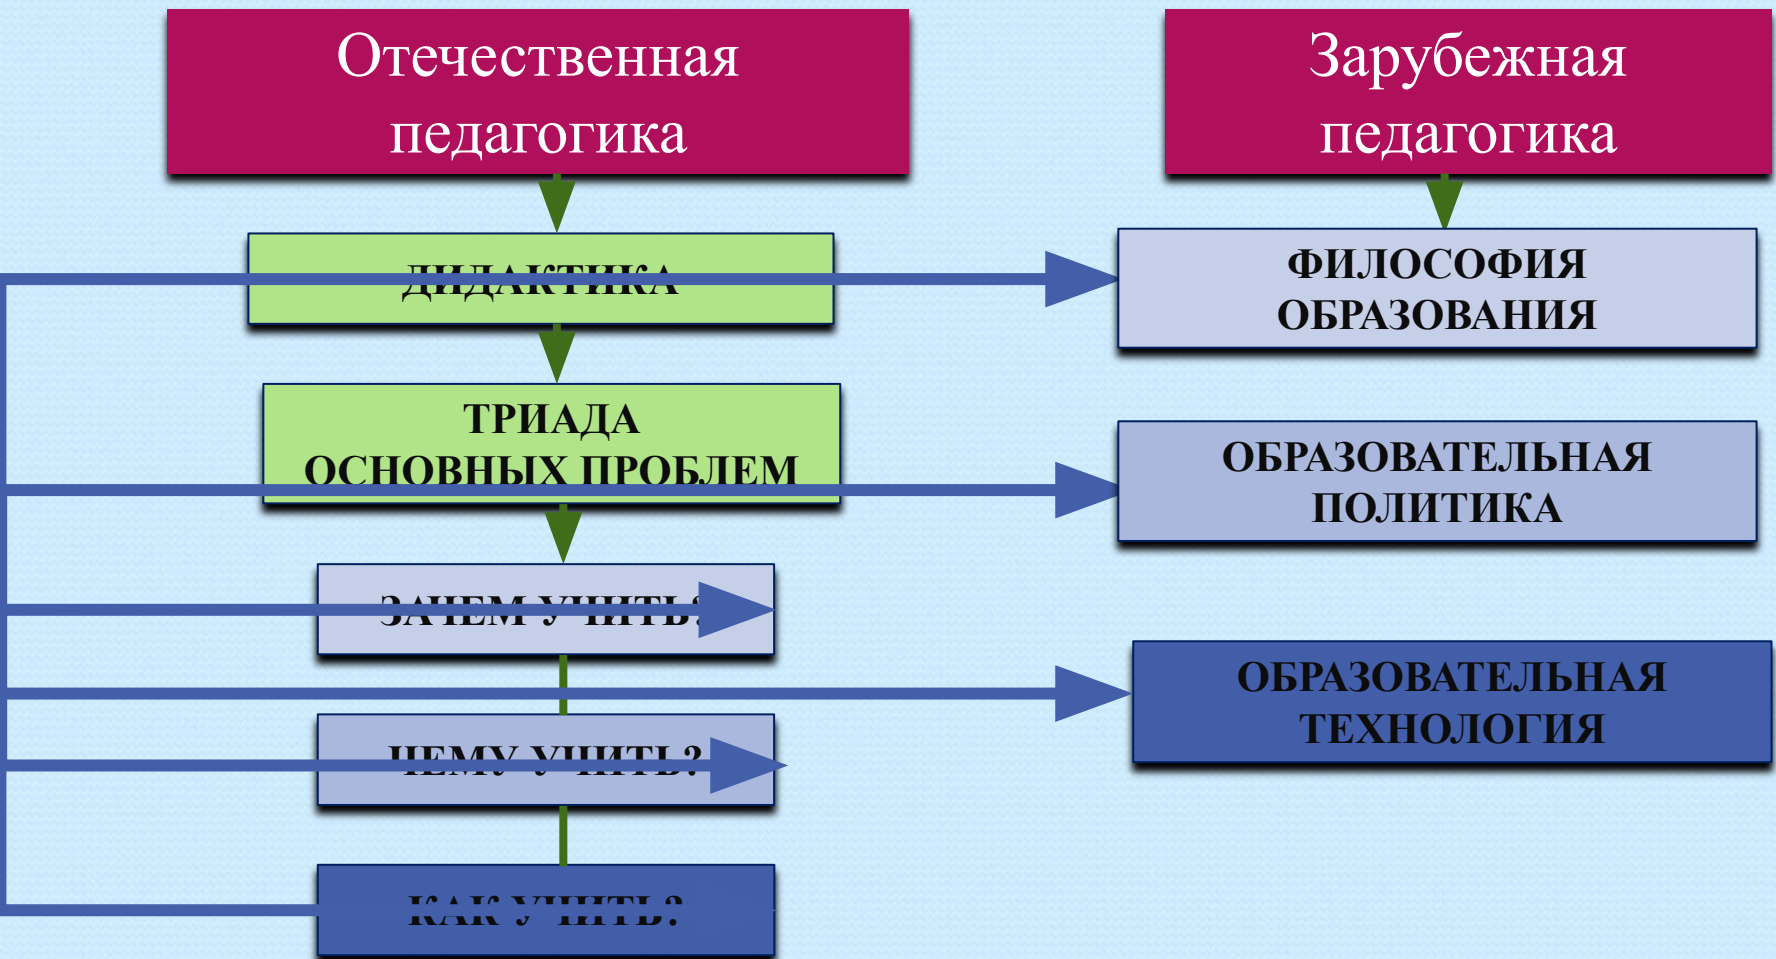 Отечественная
педагогика
Зарубежная
педагогика
ДИДАКТИКА
ФИЛОСОФИЯ
ОБРАЗОВАНИЯ
ТРИАДА
ОСНОВНЫХ ПРОБЛЕМ
ОБРАЗОВАТЕЛЬНАЯ
ПОЛИТИКА
ЗАЧЕМ УЧИТЬ?
ОБРАЗОВАТЕЛЬНАЯ
ТЕХНОЛОГИЯ
ЧЕМУ УЧИТЬ?
КАК УЧИТЬ?